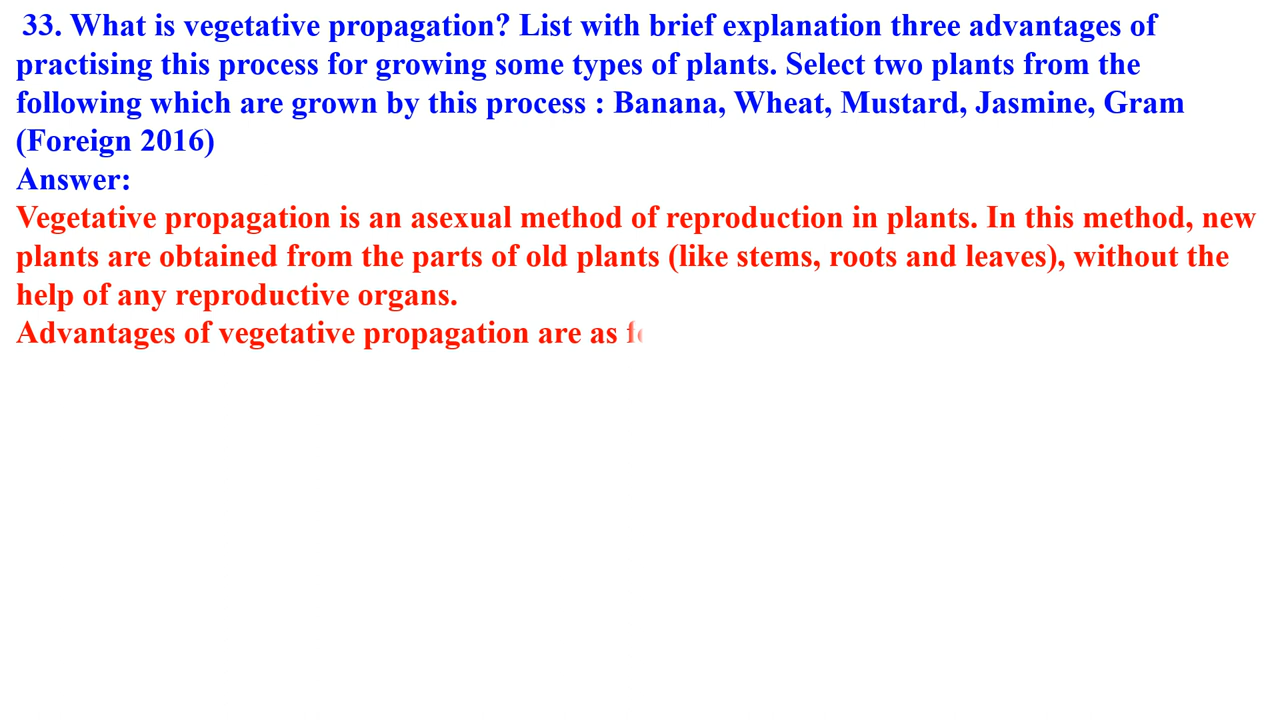 33. What is vegetative propagation? List with brief explanation three advantages of
practising this process for growing some types of plants. Select two plants from the
following which are grown by this process : Banana, Wheat, Mustard, Jasmine, Gram
(Foreign 2016)
Answer:
Vegetative propagation is an asexual method of reproduction in plants. In this method, new
plants are obtained from the parts of old plants (like stems, roots and leaves), without the
help of any reproductive organs.
Advantages of vegetative propagation are as